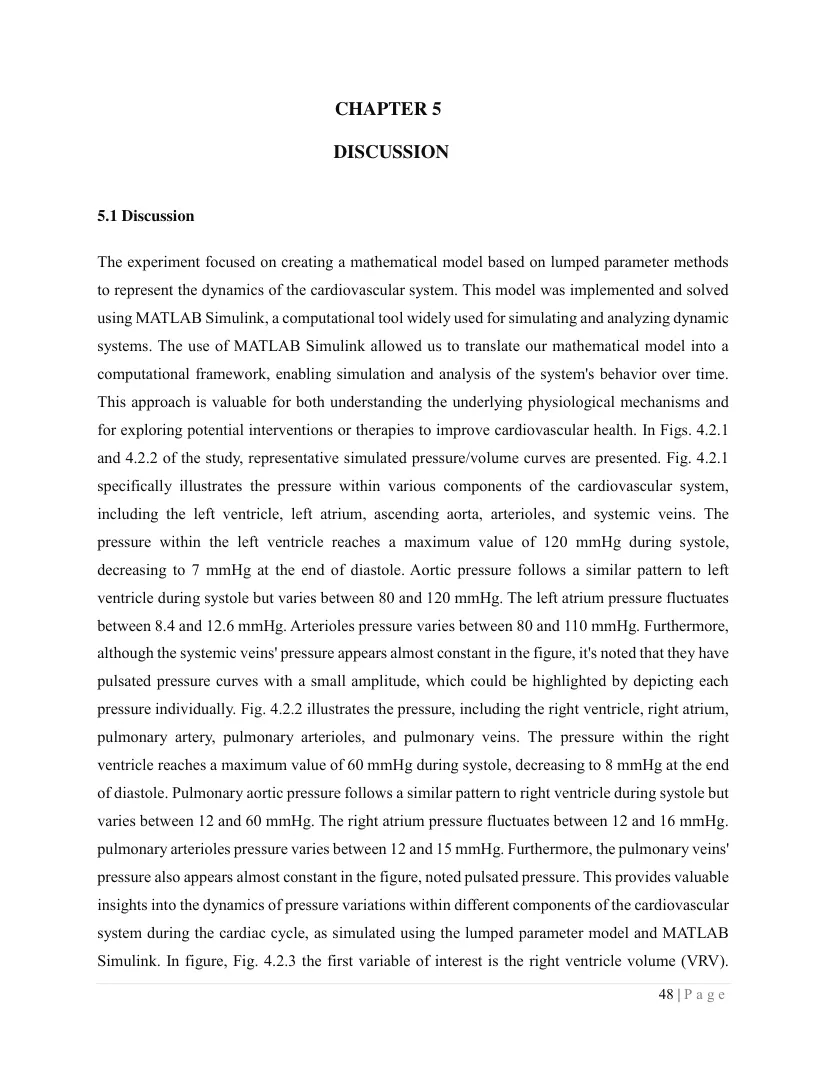 CHAPTER 5
DISCUSSION
5.1 Discussion
The experiment focused on creating a mathematical model based on lumped parameter methods
to represent the dynamics of the cardiovascular system. This model was implemented and solved
using MATLAB Simulink, a computational tool widely used for simulating and analyzing dynamic
systems. The use of MATLAB Simulink allowed us to translate our mathematical model into a
computational framework, enabling simulation and analysis of the system's behavior over time.
This approach is valuable for both understanding the underlying physiological mechanisms and
for exploring potential interventions or therapies to improve cardiovascular health. In Figs. 4.2.1
and 4.2.2 of the study, representative simulated pressure/volume curves are presented. Fig. 4.2.1
specifically illustrates the pressure within various components of the cardiovascular system,
including the left ventricle, left atrium, ascending aorta, arterioles, and systemic veins. The
pressure within the left ventricle reaches a maximum value of 120 mmHg during systole,
decreasing to 7 mmHg at the end of diastole. Aortic pressure follows a similar pattern to left
ventricle during systole but varies between 80 and 120 mmHg. The left atrium pressure fluctuates
between 8.4 and 12.6 mmHg. Arterioles pressure varies between 80 and 110 mmHg. Furthermore,
although the systemic veins' pressure appears almost constant in the figure, it's noted that they have
pulsated pressure curves with a small amplitude, which could be highlighted by depicting each
pressure individually. Fig. 4.2.2 illustrates the pressure, including the right ventricle, right atrium,
pulmonary artery, pulmonary arterioles, and pulmonary veins. The pressure within the right
ventricle reaches a maximum value of 60 mmHg during systole, decreasing to 8 mmHg at the end
of diastole. Pulmonary aortic pressure follows a similar pattern to right ventricle during systole but
varies between 12 and 60 mmHg. The right atrium pressure fluctuates between 12 and 16 mmHg.
pulmonary arterioles pressure varies between 12 and 15 mmHg. Furthermore, the pulmonary veins'
pressure also appears almost constant in the figure, noted pulsated pressure. This provides valuable
insights into the dynamics of pressure variations within different components of the cardiovascular
system during the cardiac cycle, as simulated using the lumped parameter model and MATLAB
Simulink. In figure, Fig. 4.2.3 the first variable of interest is the right ventricle volume (VRV).
48 | P a g e